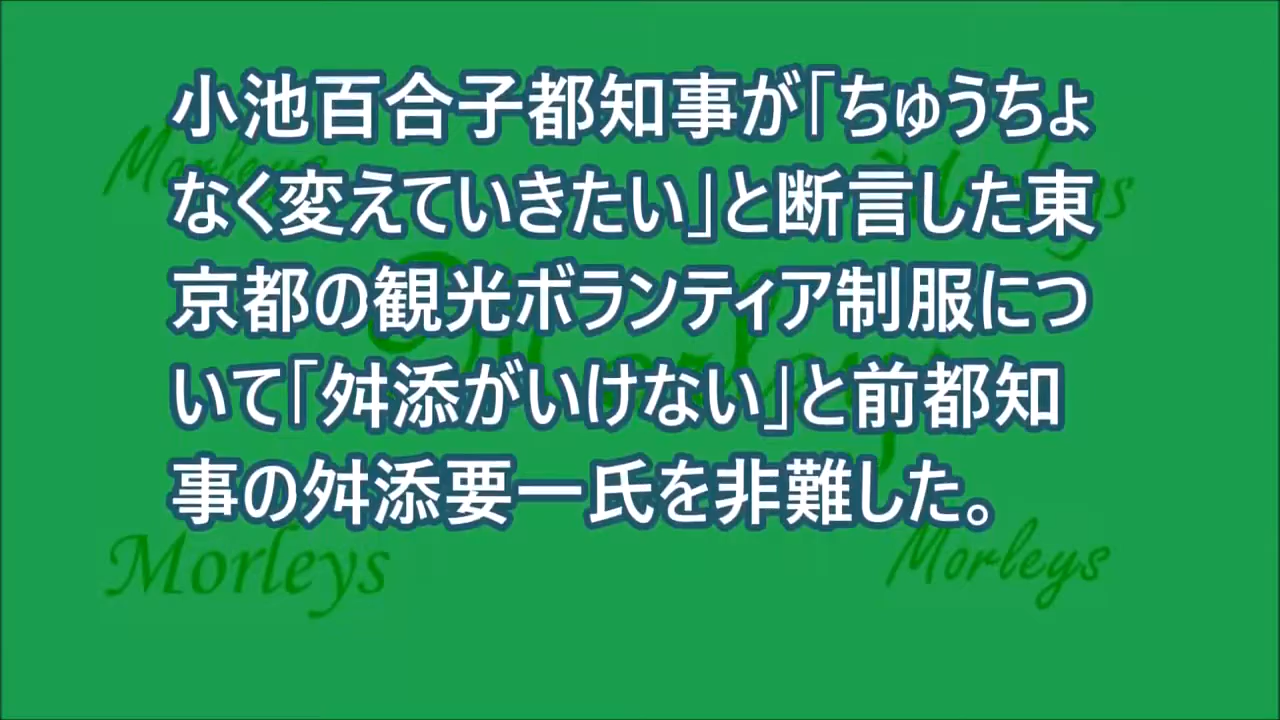 小池百合子都知事が「ちゅうちょ
なく変えていきたい」と断言した東
京都の観光ボランティア制服につ
いて「舛添がいけない」と前都知
事の舛添要一氏を非難した。
Morleys
Morleys
Morleys
Morleys
Morleys